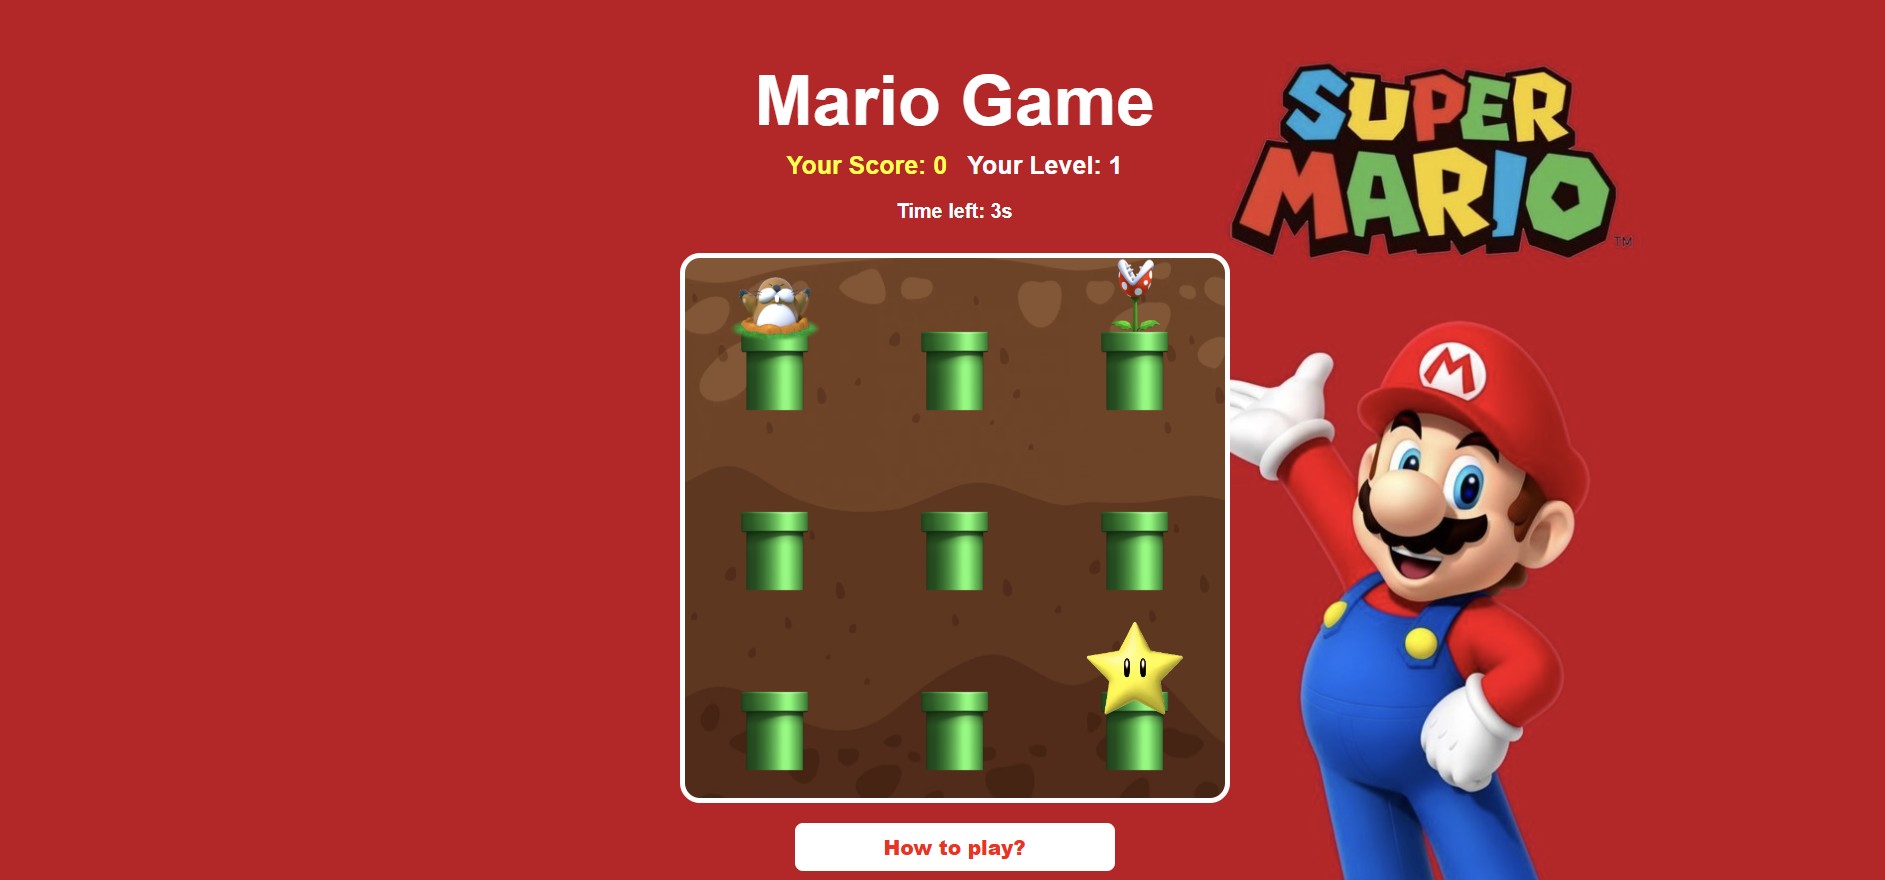 Mario Game
Your Score: 0 Your Level: 1
Time left: 3s
SUPER
MARIO
TM
M
How to play?